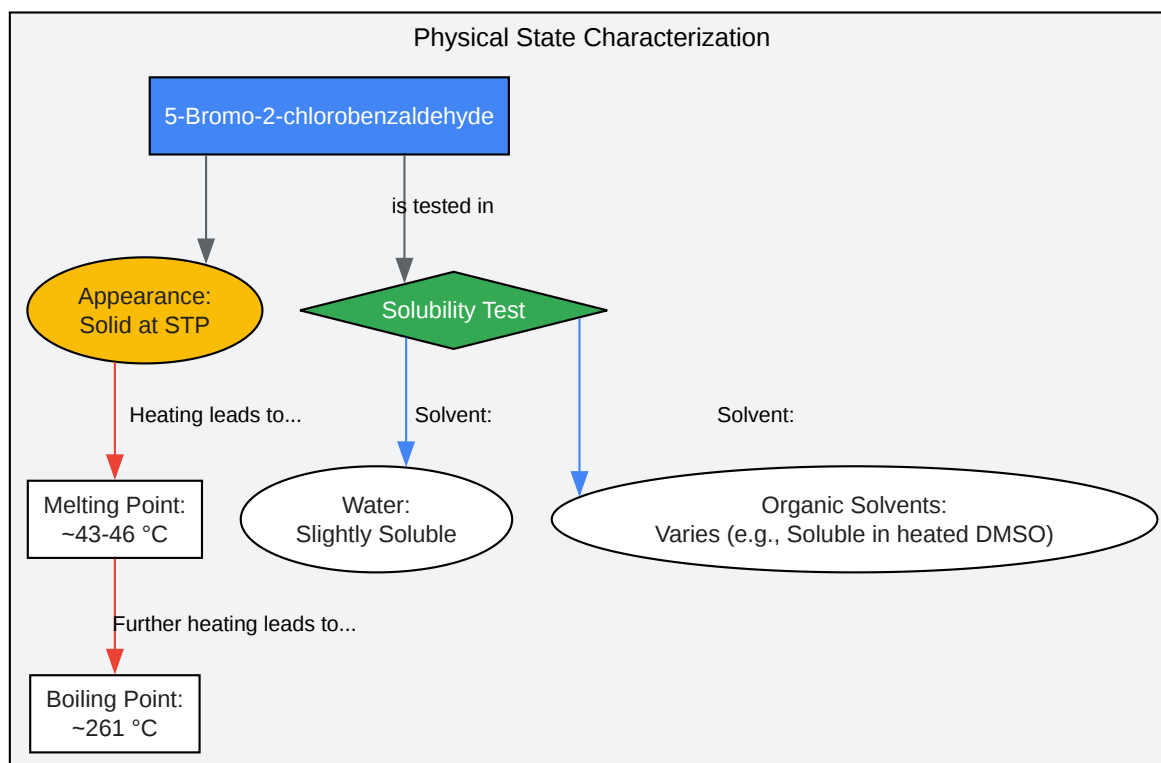 Physical State Characterization
5-Bromo-2-chlorobenzaldehyde
is tested in
Appearance:
Solid at STP
Solubility Test
Heating leads to...
Solvent:
Solvent:
Melting Point:
~43-46 °C
Water:
Slightly Soluble
Organic Solvents:
Varies (e.g., Soluble in heated DMSO)
Further heating leads to...
Boiling Point:
~261 °C